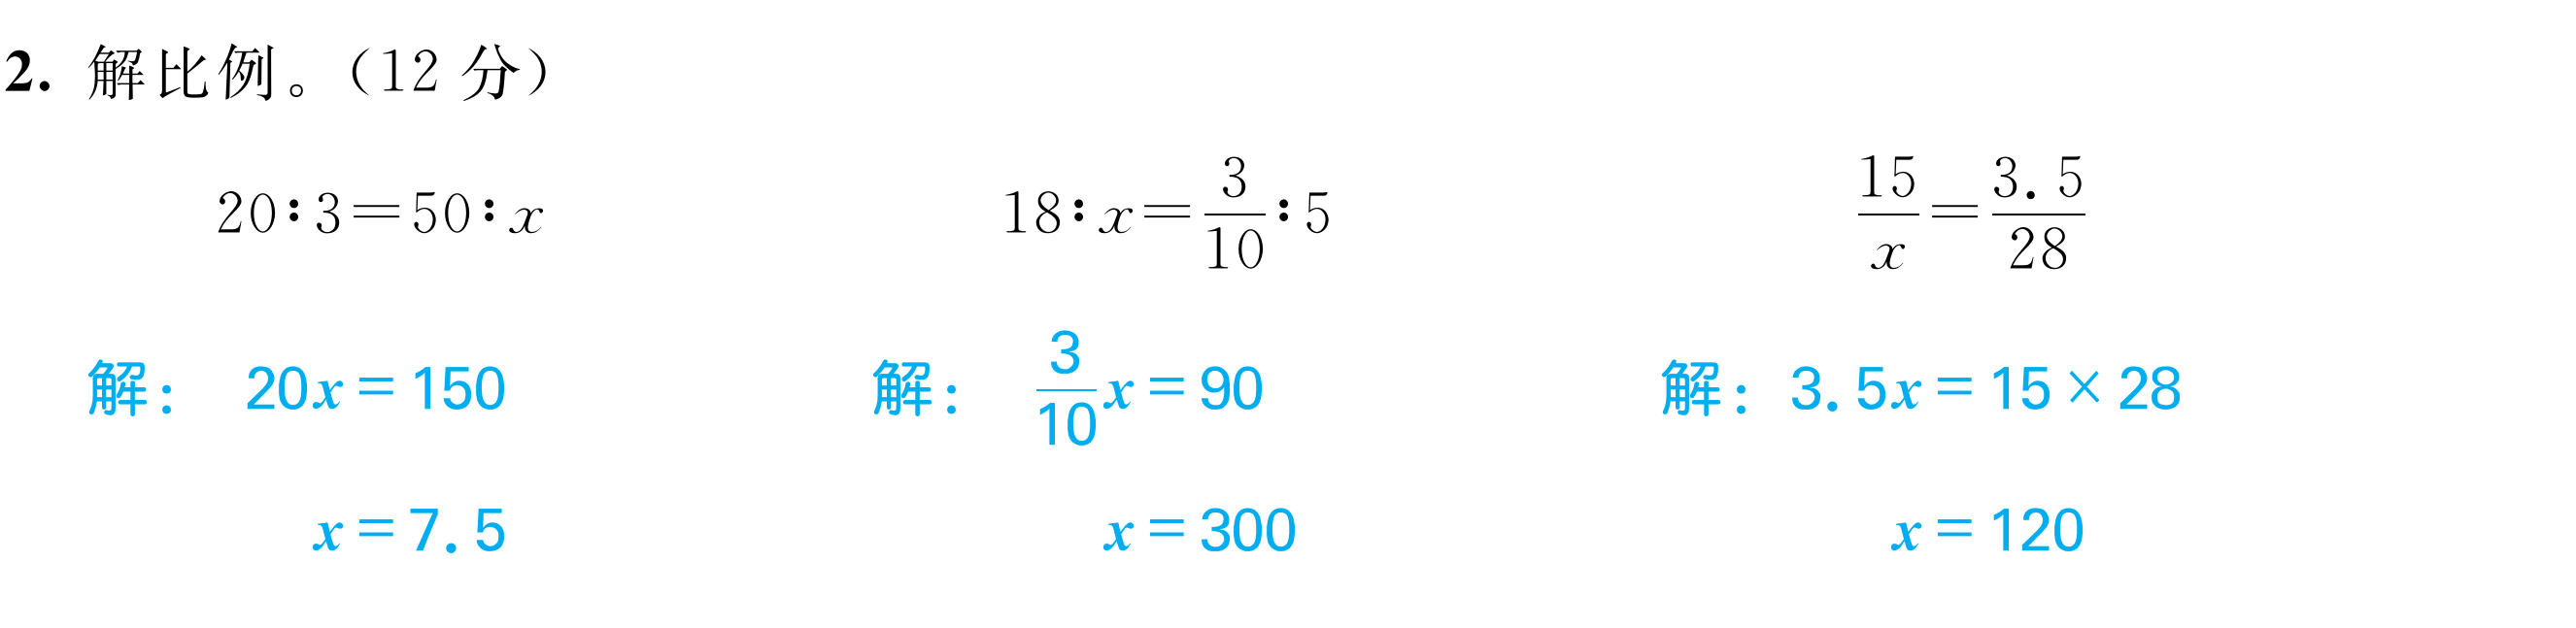 2. 解比例。(12 分)
20∶3=50∶x  18∶x=3/10∶5  15/x=3.5/28
解: 20x=150  解: 3/10x=90  解: 3.5x=15×28
x=7.5  x=300  x=120